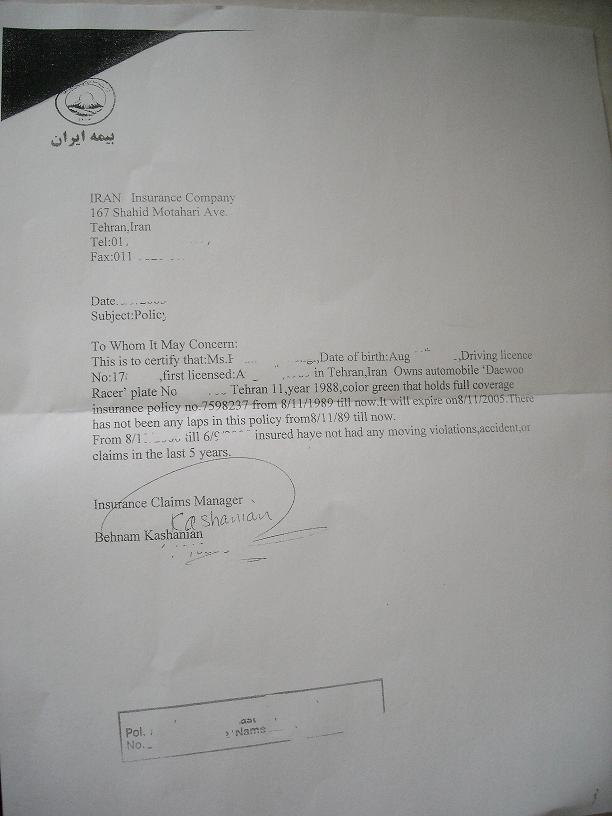 بیمه ایران
IRAN Insurance Company
167 Shahid Motahari Ave.
Tehran,Iran
Tel:01
Fax:011
Date
Subject:Policy
To Whom It May Concern:
This is to certify that:Ms. ,Date of birth:Aug ,Driving licence
No:17 ,first licensed:A in Tehran,Iran Owns automobile ‘Daewoo
Racer’ plate No Tehran 11,year 1988,color green that holds full coverage
insurance policy no.7598237 from 8/11/1989 till now.It will expire on8/11/2005.There
has not been any laps in this policy from8/11/89 till now.
From 8/1 till 6/9 insured have not had any moving violations,accident,or
claims in the last 5 years.
Insurance Claims Manager
Kashanian
Behnam Kashanian
Pol.
Name
No.